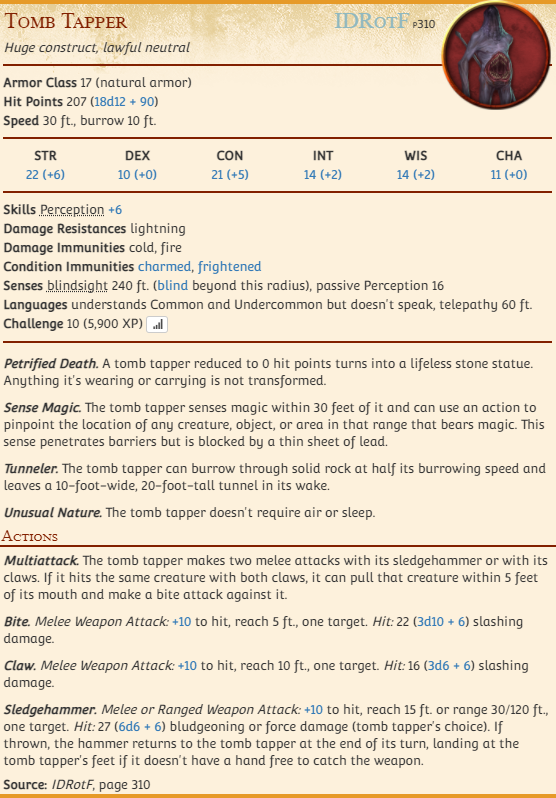 Tomb Tapper IDRotF p310
Huge construct, lawful neutral
Armor Class 17 (natural armor)
Hit Points 207 (18d12 + 90)
Speed 30 ft., burrow 10 ft.
STR DEX CON INT WIS CHA
22 (+6) 10 (+0) 21 (+5) 14 (+2) 14 (+2) 11 (+0)
Skills Perception +6
Damage Resistances lightning
Damage Immunities cold, fire
Condition Immunities charmed, frightened
Senses blindsight 240 ft. (blind beyond this radius), passive Perception 16
Languages understands Common and Undercommon but doesn't speak, telepathy 60 ft.
Challenge 10 (5,900 XP)
Petrified Death. A tomb tapper reduced to 0 hit points turns into a lifeless stone statue.
Anything it's wearing or carrying is not transformed.
Sense Magic. The tomb tapper senses magic within 30 feet of it and can use an action to
pinpoint the location of any creature, object, or area in that range that bears magic. This
sense penetrates barriers but is blocked by a thin sheet of lead.
Tunneler. The tomb tapper can burrow through solid rock at half its burrowing speed and
leaves a 10-foot-wide, 20-foot-tall tunnel in its wake.
Unusual Nature. The tomb tapper doesn't require air or sleep.
Actions
Multiattack. The tomb tapper makes two melee attacks with its sledgehammer or with its
claws. If it hits the same creature with both claws, it can pull that creature within 5 feet
of its mouth and make a bite attack against it.
Bite. Melee Weapon Attack: +10 to hit, reach 5 ft., one target. Hit: 22 (3d10 + 6) slashing
damage.
Claw. Melee Weapon Attack: +10 to hit, reach 10 ft., one target. Hit: 16 (3d6 + 6) slashing
damage.
Sledgehammer. Melee or Ranged Weapon Attack: +10 to hit, reach 15 ft. or range 30/120 ft.,
one target. Hit: 27 (6d6 + 6) bludgeoning or force damage (tomb tapper's choice). If
thrown, the hammer returns to the tomb tapper at the end of its turn, landing at the
tomb tapper's feet if it doesn't have a hand free to catch the weapon.
Source: IDRotF, page 310